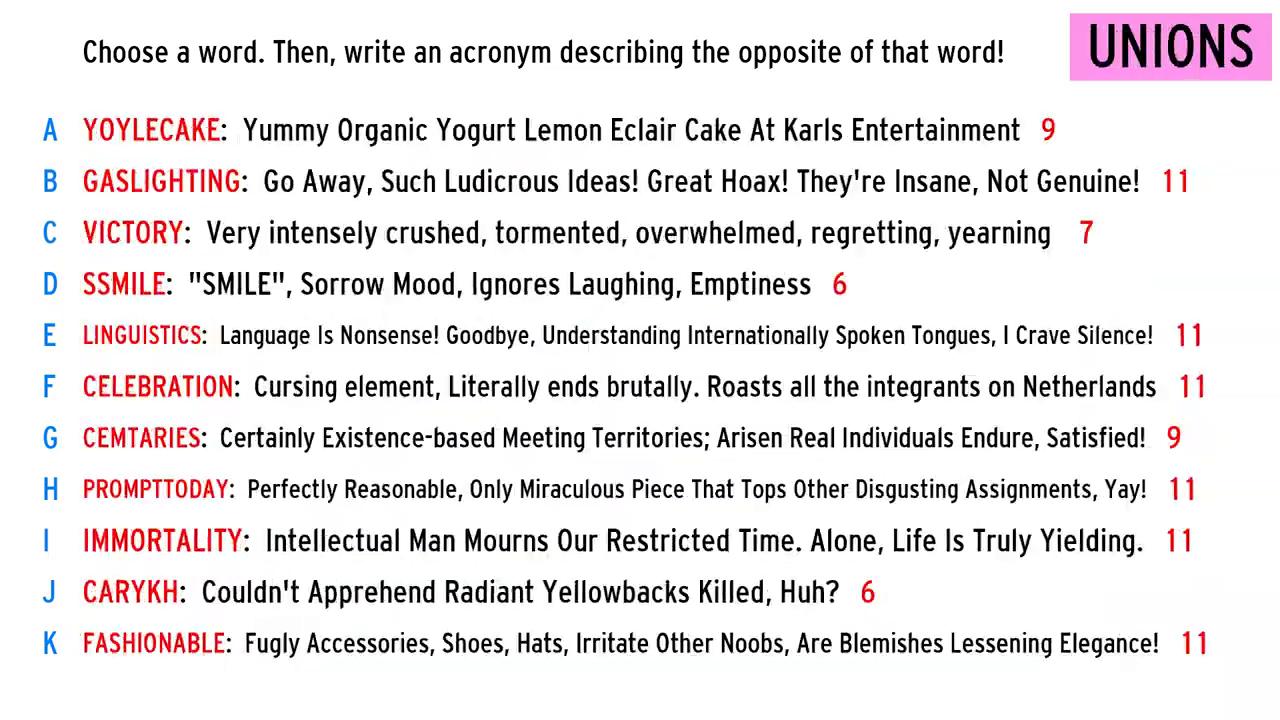 Choose a word. Then, write an acronym describing the opposite of that word!
UNIONS
A YOYLECAKE: Yummy Organic Yogurt Lemon Eclair Cake At Karls Entertainment 9
B GASLIGHTING: Go Away, Such Ludicrous Ideas! Great Hoax! They're Insane, Not Genuine! 11
C VICTORY: Very intensely crushed, tormented, overwhelmed, regretting, yearning 7
D SSMILE: "SMILE", Sorrow Mood, Ignores Laughing, Emptiness 6
E LINGUISTICS: Language Is Nonsense! Goodbye, Understanding Internationally Spoken Tongues, I Crave Silence! 11
F CELEBRATION: Cursing element, Literally ends brutally. Roasts all the integrants on Netherlands 11
G CEMTARIES: Certainly Existence-based Meeting Territories; Arisen Real Individuals Endure, Satisfied! 9
H PROMPTTODAY: Perfectly Reasonable, Only Miraculous Piece That Tops Other Disgusting Assignments, Yay! 11
I IMMORTALITY: Intellectual Man Mourns Our Restricted Time. Alone, Life Is Truly Yielding. 11
J CARYKH: Couldn't Apprehend Radiant Yellowbacks Killed, Huh? 6
K FASHIONABLE: Fugly Accessories, Shoes, Hats, Irritate Other Noobs, Are Blemishes Lessening Elegance! 11